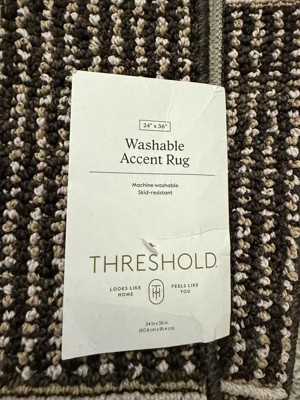 24" x 36"
Washable
Accent Rug
Machine washable
Skid-resistant
THRESHOLD
LOOKS LIKE HOME
FEELS LIKE YOU
24 in x 36 in
(60.8 cm x 91.4 cm)